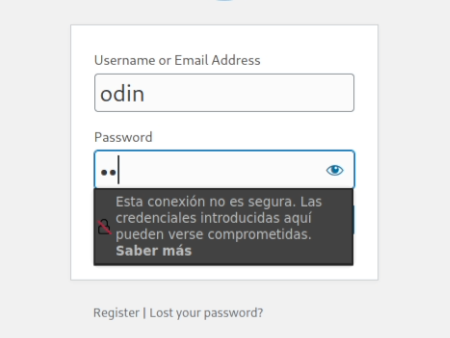 Username or Email Address
odin
Password
••
Esta conexión no es segura. Las
credenciales introducidas aquí
pueden verse comprometidas.
Saber más
Register | Lost your password?